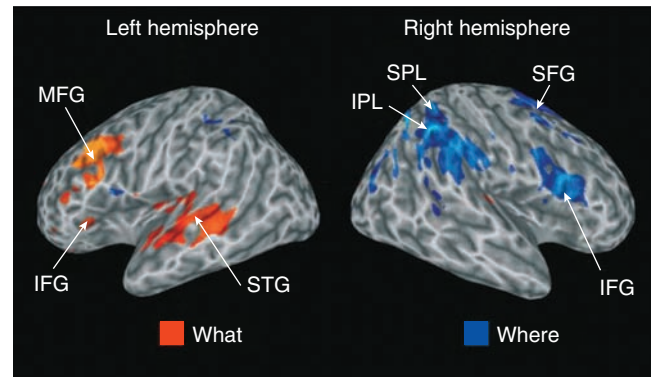 Left hemisphere
Right hemisphere
MFG
SPL
IPL
SFG
IFG
STG
IFG
What
Where